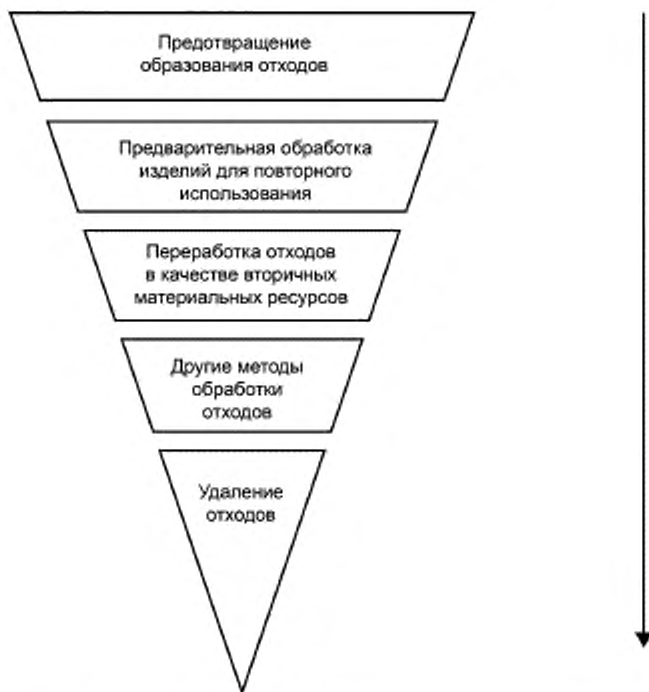 Предотвращение
образования отходов
Предварительная обработка
изделий для повторного
использования
Переработка отходов
в качестве вторичных
материальных ресурсов
Другие методы
обработки
отходов
Удаление
отходов